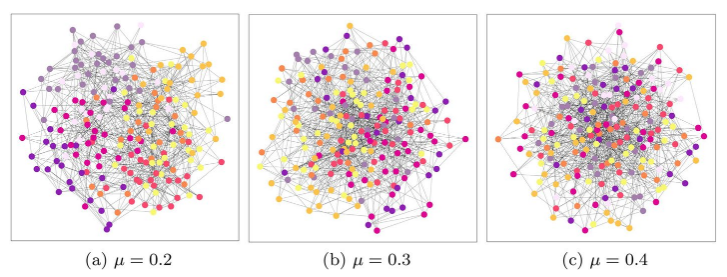 (a) μ = 0.2
(b) μ = 0.3
(c) μ = 0.4